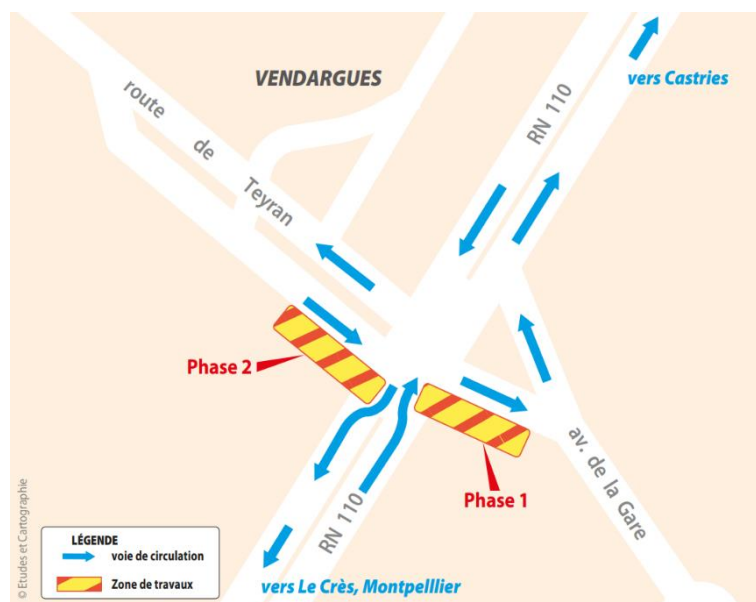 VENDARGUES
vers Castries
RN 110
route de Teyran
Phase 2
Phase 1
av. de la Gare
RN 110
vers Le Crès, Montpelllier
LÉGENDE
voie de circulation
Zone de travaux
© Etudes et Cartographie